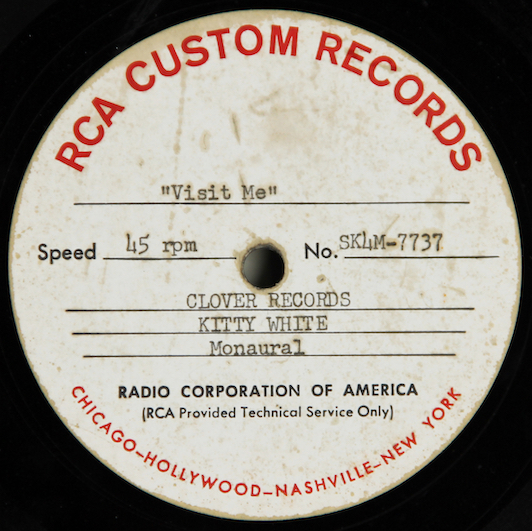 RCA CUSTOM RECORDS
"Visit Me"
Speed 45 rpm No. SK4M-7737
CLOVER RECORDS
KITTY WHITE
Monaural
RADIO CORPORATION OF AMERICA
(RCA Provided Technical Service Only)
CHICAGO–HOLLYWOOD–NASHVILLE–NEW YORK